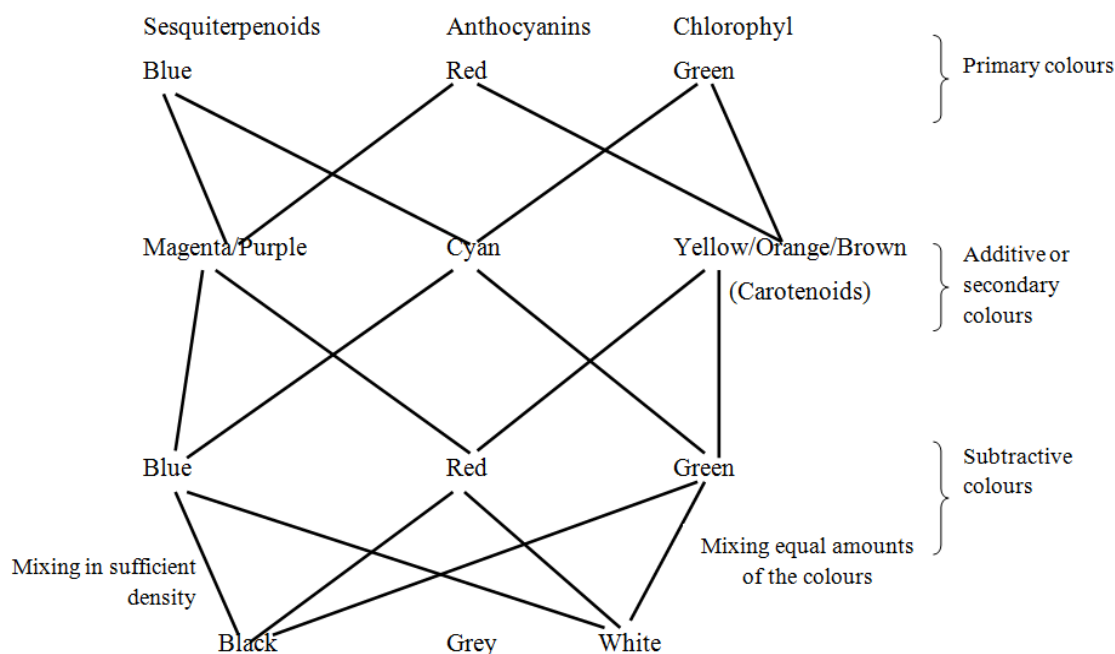 Sesquiterpenoids Anthocyanins Chlorophyl
Blue Red Green
Primary colours
Magenta/Purple Cyan Yellow/Orange/Brown
(Carotenoids)
Additive or
secondary
colours
Blue Red Green
Subtractive
colours
Mixing in sufficient
density
Mixing equal amounts
of the colours
Black Grey White